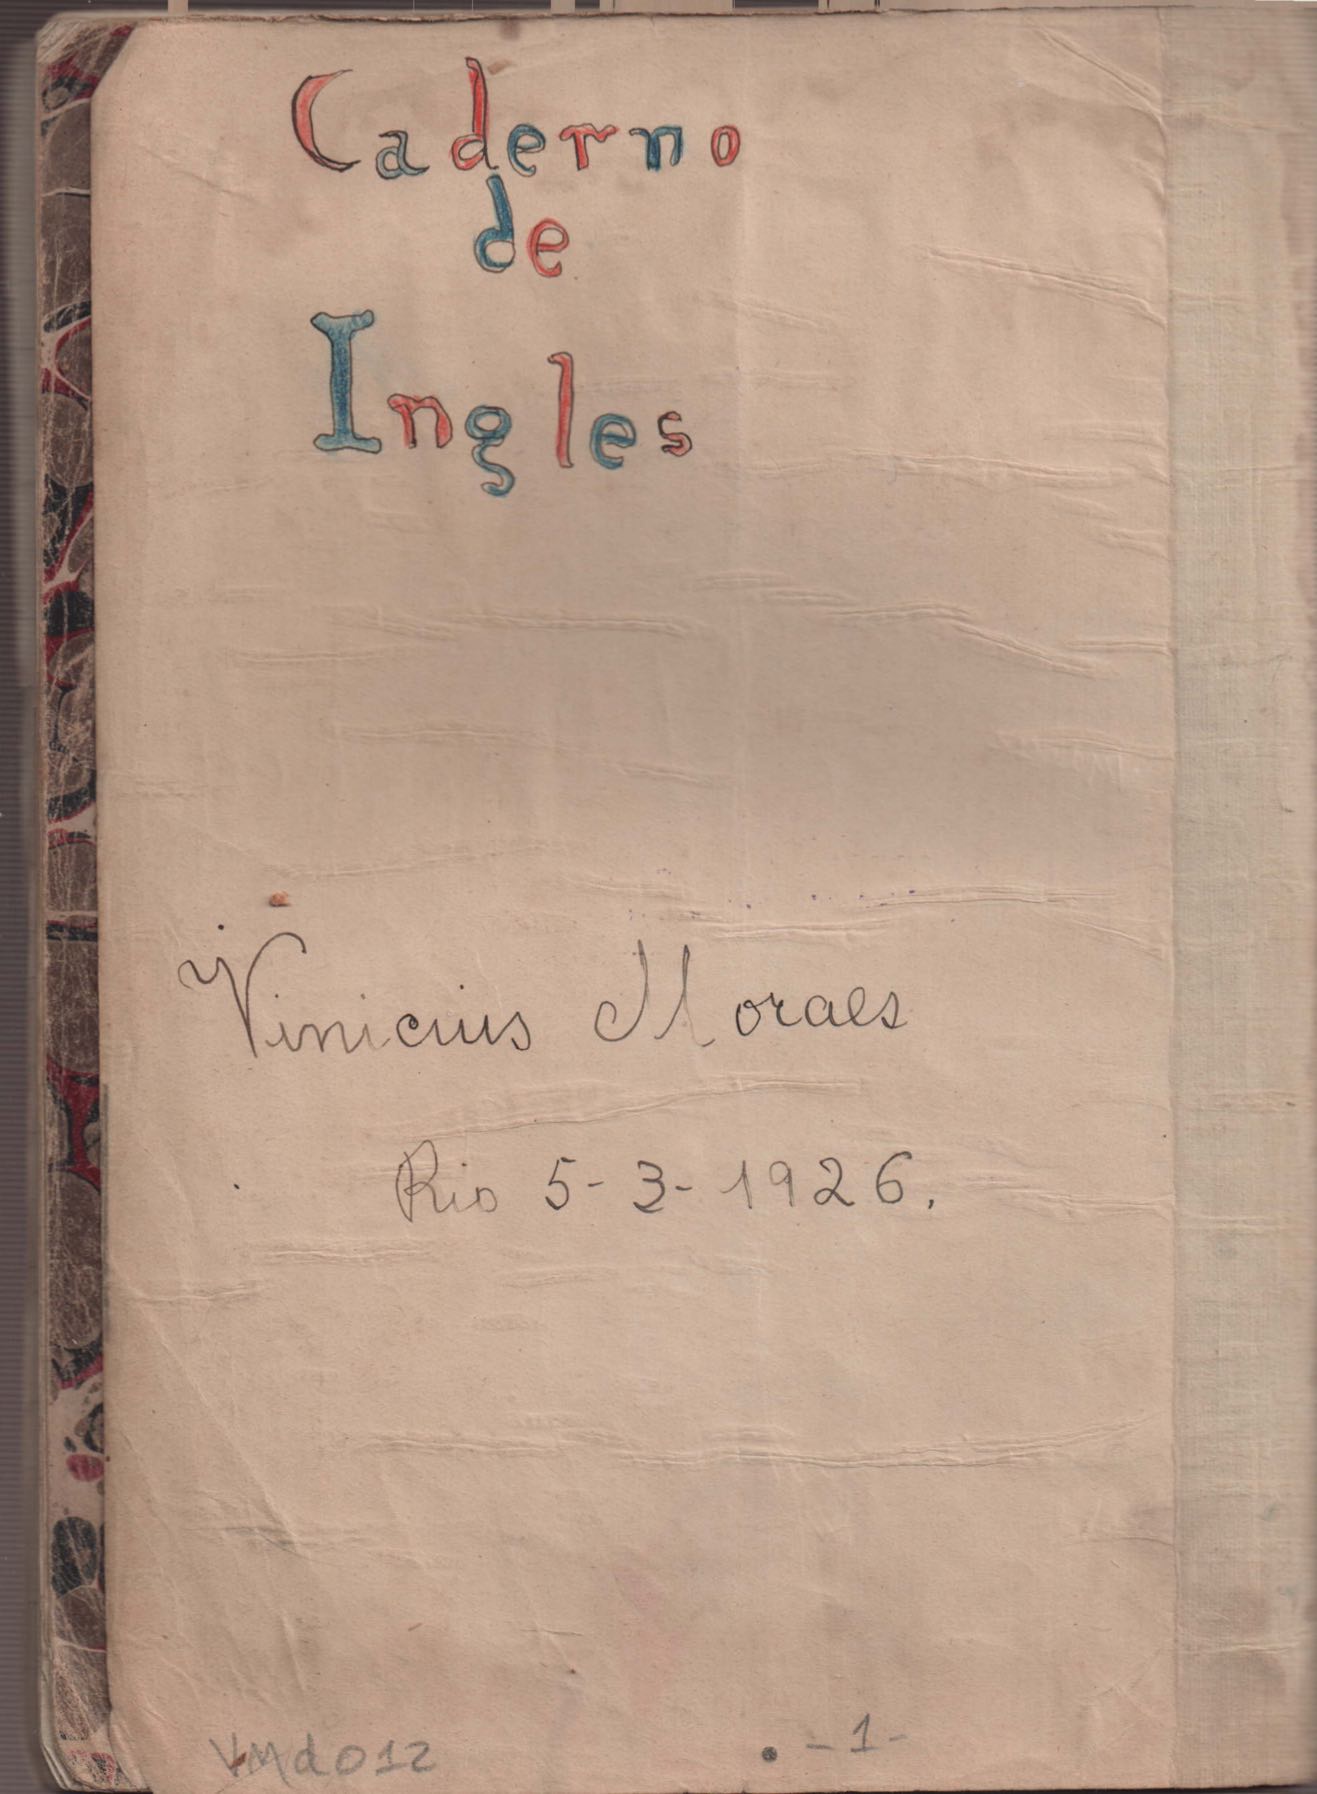 Caderno
de
Ingles
Vinicius Moraes
Rio 5-3-1926.
VMd012
-1-